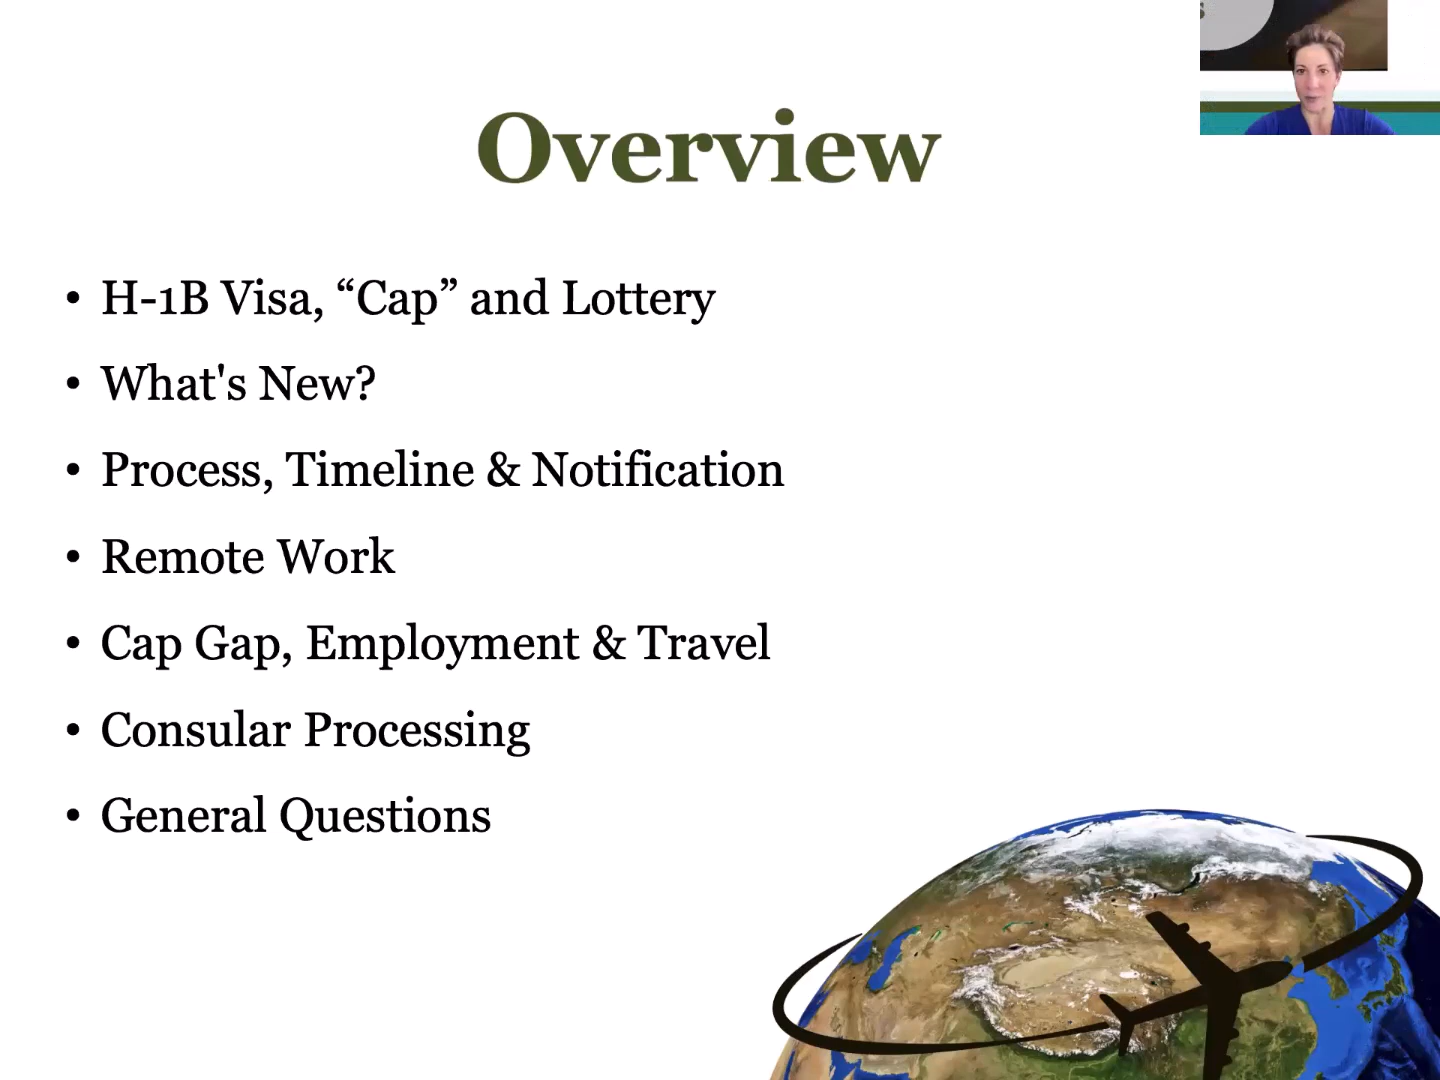 Overview
• H-1B Visa, “Cap” and Lottery
• What's New?
• Process, Timeline & Notification
• Remote Work
• Cap Gap, Employment & Travel
• Consular Processing
• General Questions